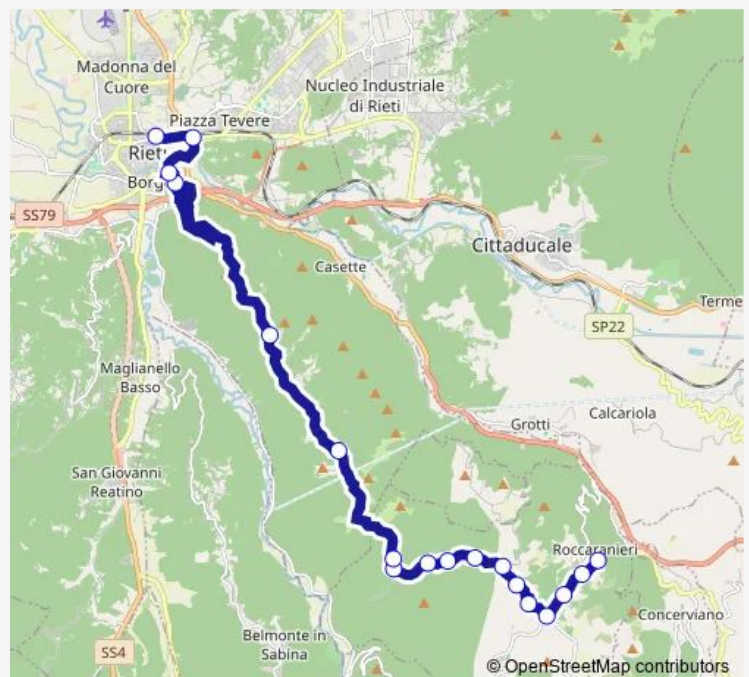 Madonna del
Cuore
Nucleo Industriale
di Rieti
Piazza Tevere
Rieti
Borg
SS79
Cittaducale
Casette
Terme
SP22
Maglianello
Basso
Calcariola
Grotti
San Giovanni
Reatino
Roccaranieri
Concerviano
Belmonte in
Sabina
SS4
© OpenStreetMap contributors